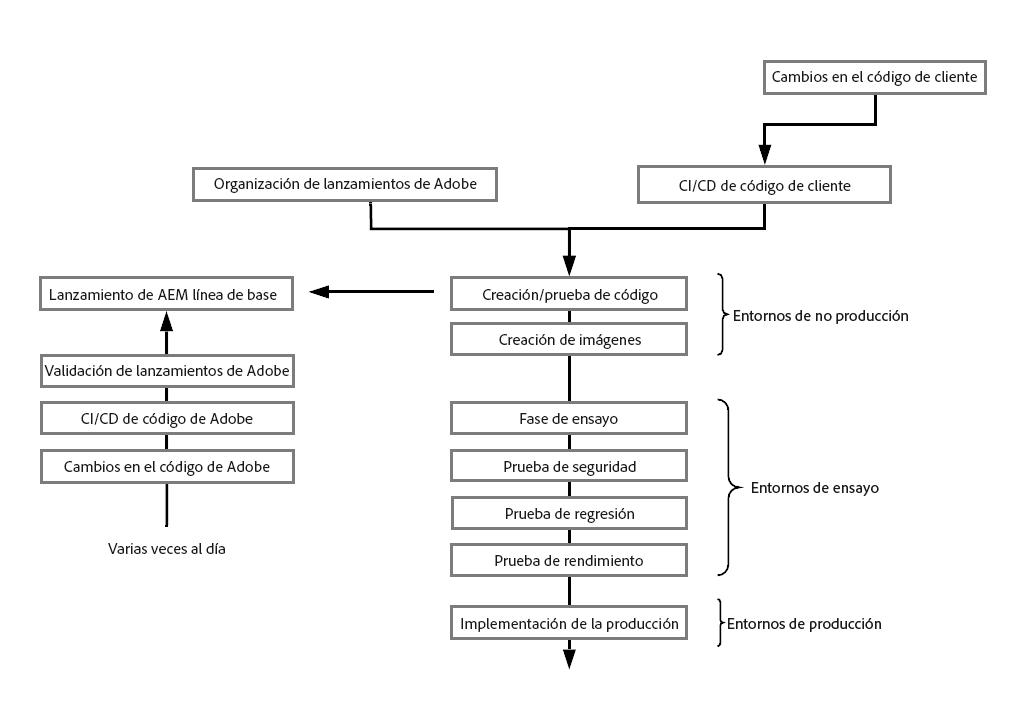 Cambios en el código de cliente
Organización de lanzamientos de Adobe
CI/CD de código de cliente
Lanzamiento de AEM línea de base
Creación/prueba de código
Entornos de no producción
Creación de imágenes
Validación de lanzamientos de Adobe
CI/CD de código de Adobe
Fase de ensayo
Cambios en el código de Adobe
Prueba de seguridad
Entornos de ensayo
Prueba de regresión
Varias veces al día
Prueba de rendimiento
Implementación de la producción
Entornos de producción